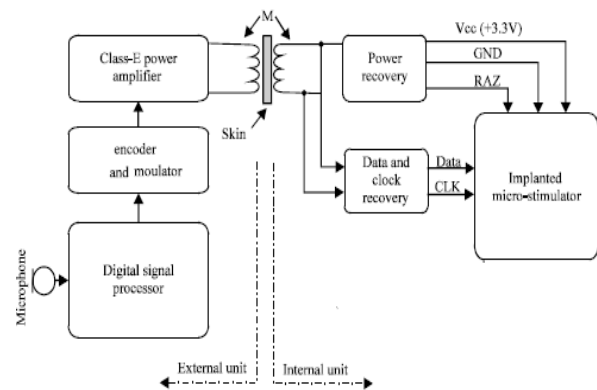 M
Class-E power
amplifier
Skin
Power
recovery
Vcc (+3.3V)
GND
RAZ
encoder
and moulator
Data and
clock
recovery
Data
CLK
Implanted
micro-stimulator
Microphone
Digital signal
processor
External unit
Internal unit